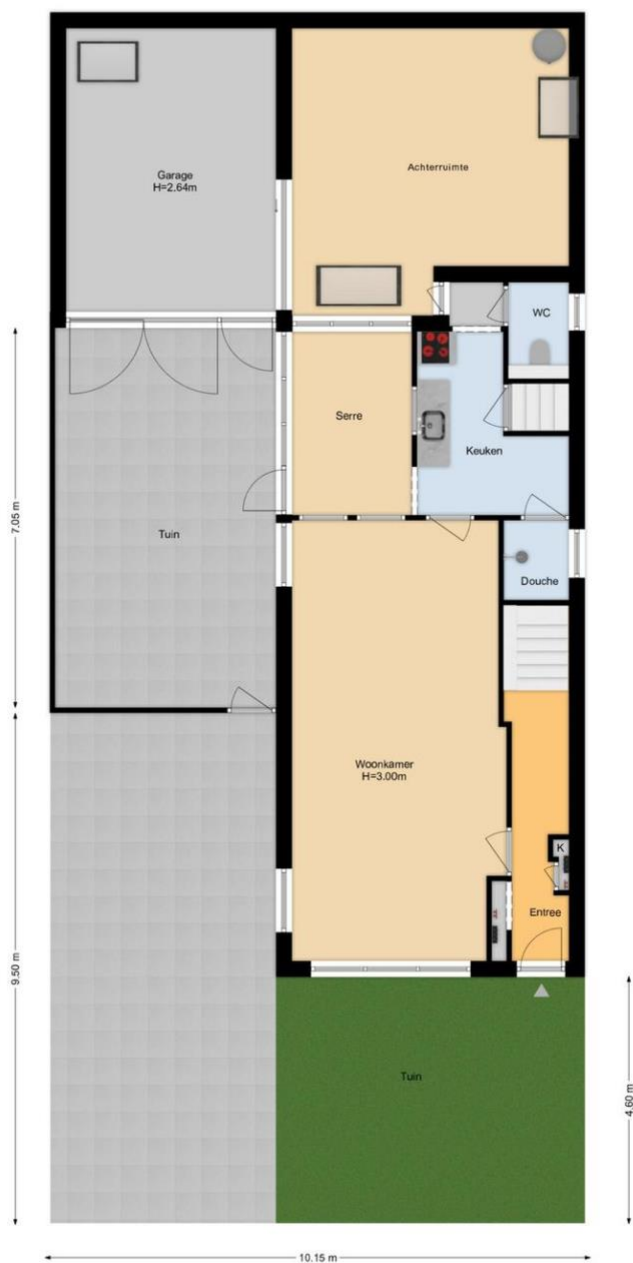 Garage
H=2.64m
Achterruimte
WC
Serre
Keuken
7.05 m
Tuin
Douche
Woonkamer
H=3.00m
K
Entree
9.50 m
Tuin
4.60 m
10.15 m